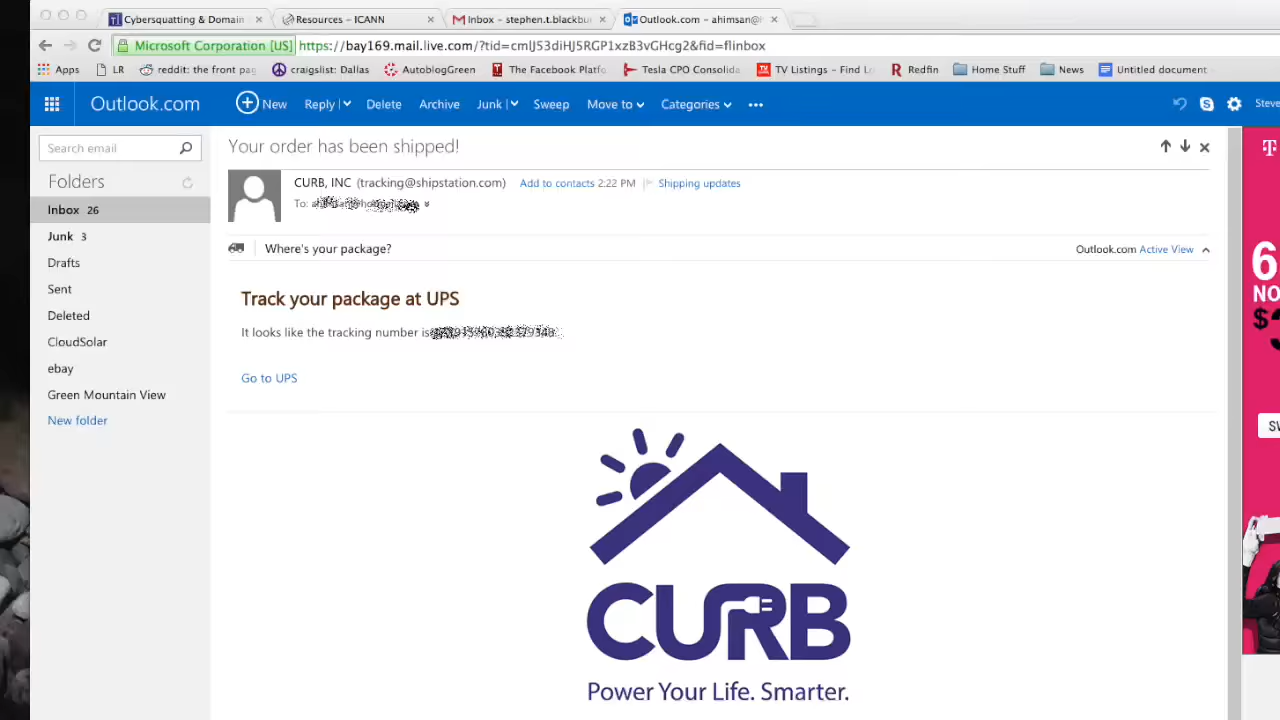 Cybersquatting & Domain
Resources – ICANN
Inbox – stephen.t.blackbu
Outlook.com – ahimsan@
Microsoft Corporation [US]
https://bay169.mail.live.com/?tid=cmIJ53diHJ5RGP1xzB3vGHcg2&fid=flinbox
Apps
LR
reddit: the front pag
craigslist: Dallas
AutoblogGreen
The Facebook Platfo
Tesla CPO Consolida
TV Listings – Find Lo
Redfin
Home Stuff
News
Untitled document
Outlook.com
New
Reply
Delete
Archive
Junk
Sweep
Move to
Categories
Steve
Search email
Your order has been shipped!
Folders
CURB, INC (tracking@shipstation.com)
Add to contacts 2:22 PM
Shipping updates
To:
Inbox 26
Junk 3
Drafts
Sent
Deleted
CloudSolar
ebay
Green Mountain View
New folder
Where's your package?
Outlook.com Active View
Track your package at UPS
It looks like the tracking number is
Go to UPS
CURB
Power Your Life. Smarter.
T
6
NO
$
SV